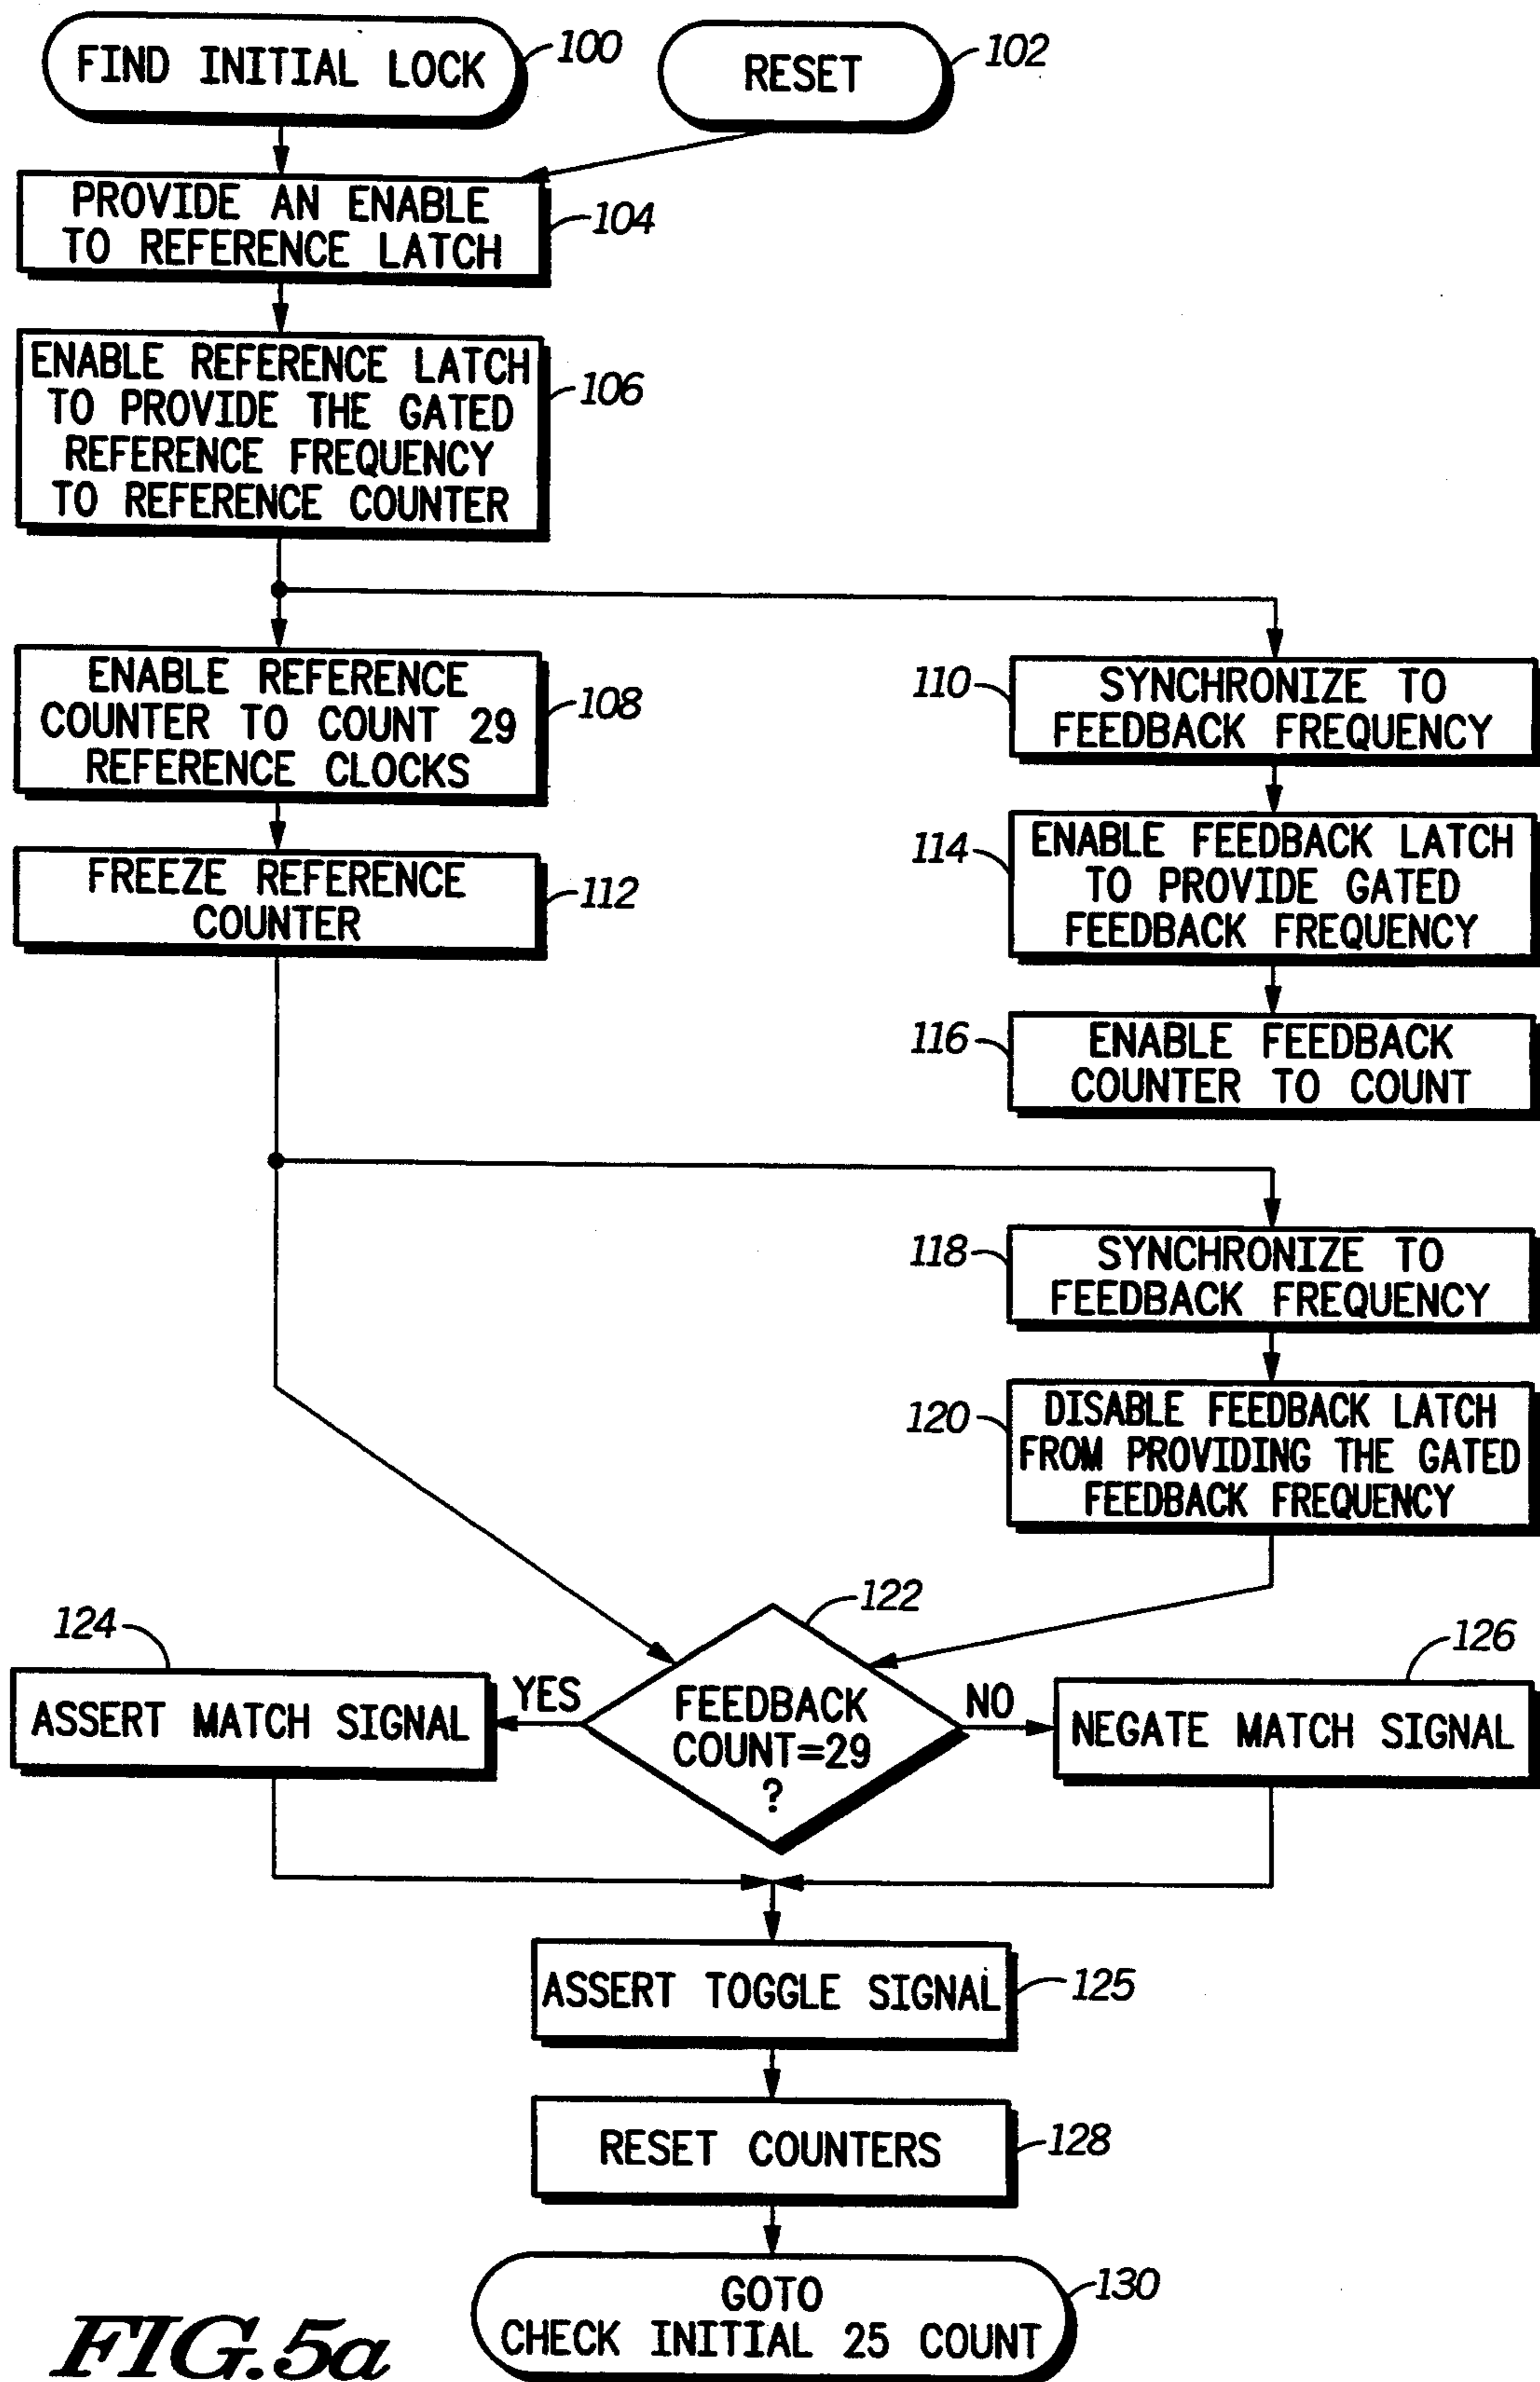 FIND INITIAL LOCK
100
RESET
102
PROVIDE AN ENABLE
TO REFERENCE LATCH
104
ENABLE REFERENCE LATCH
TO PROVIDE THE GATED
REFERENCE FREQUENCY
TO REFERENCE COUNTER
106
ENABLE REFERENCE
COUNTER TO COUNT 29
REFERENCE CLOCKS
108
110
SYNCHRONIZE TO
FEEDBACK FREQUENCY
FREEZE REFERENCE
COUNTER
112
114
ENABLE FEEDBACK LATCH
TO PROVIDE GATED
FEEDBACK FREQUENCY
116
ENABLE FEEDBACK
COUNTER TO COUNT
118
SYNCHRONIZE TO
FEEDBACK FREQUENCY
120
DISABLE FEEDBACK LATCH
FROM PROVIDING THE GATED
FEEDBACK FREQUENCY
122
FEEDBACK
COUNT=29
?
YES
NO
124
ASSERT MATCH SIGNAL
126
NEGATE MATCH SIGNAL
ASSERT TOGGLE SIGNAL
125
RESET COUNTERS
128
GOTO
CHECK INITIAL 25 COUNT
130
FIG.5a